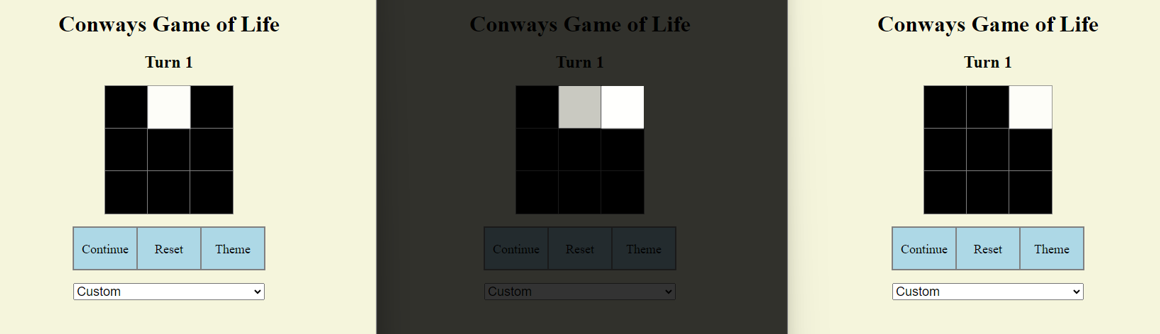 Conways Game of Life
Turn 1
Continue Reset Theme
Custom
Conways Game of Life
Turn 1
Continue Reset Theme
Custom
Conways Game of Life
Turn 1
Continue Reset Theme
Custom